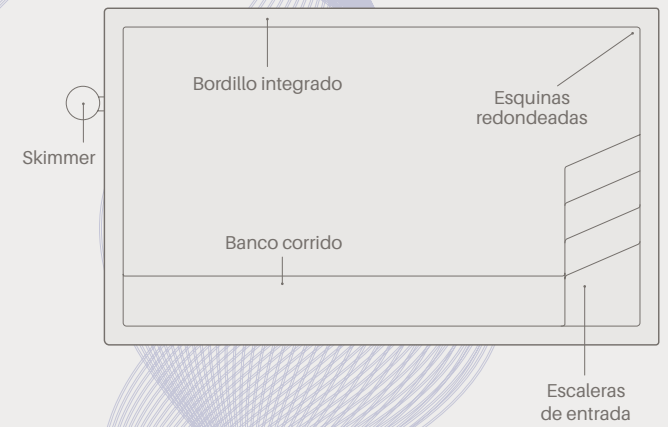 Bordillo integrado
Esquinas
redondeadas
Skimmer
Banco corrido
Escaleras
de entrada